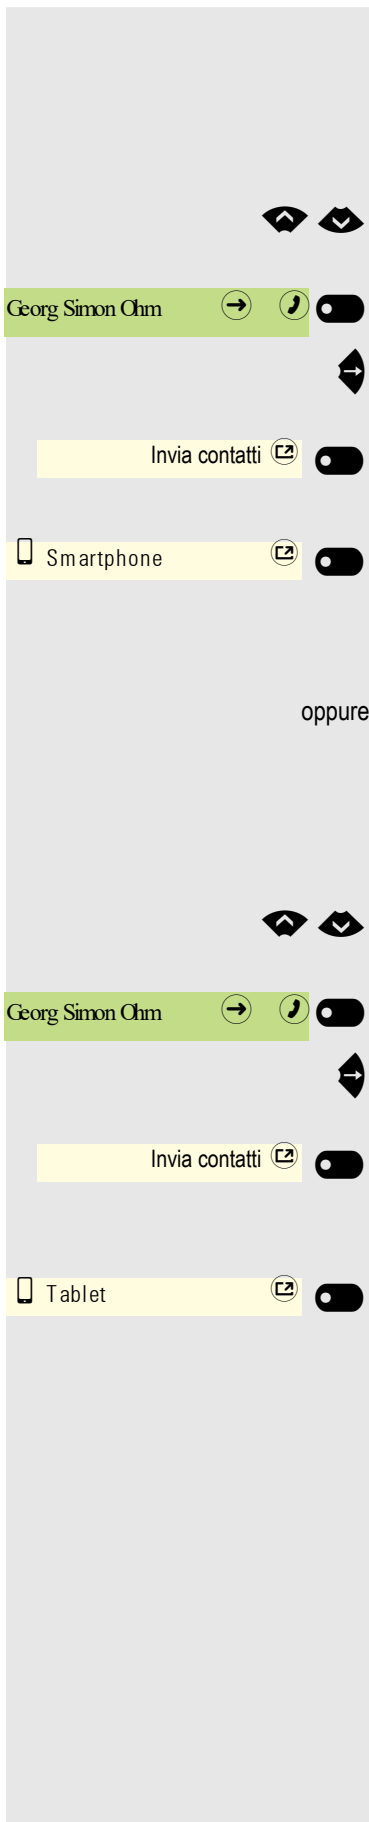 Georg Simon Ohm
Invia contatti
Smartphone
oppure
Georg Simon Ohm
Invia contatti
Tablet